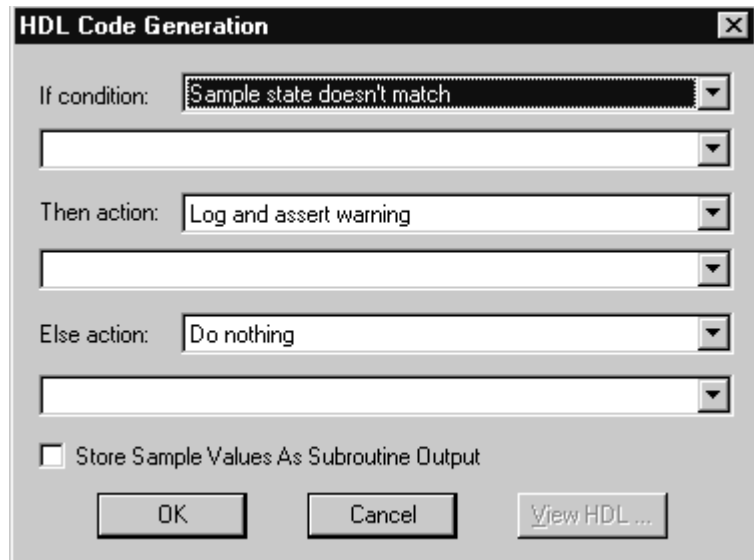 HDL Code Generation
If condition: Sample state doesn't match
Then action: Log and assert warning
Else action: Do nothing
Store Sample Values As Subroutine Output
OK Cancel View HDL ...